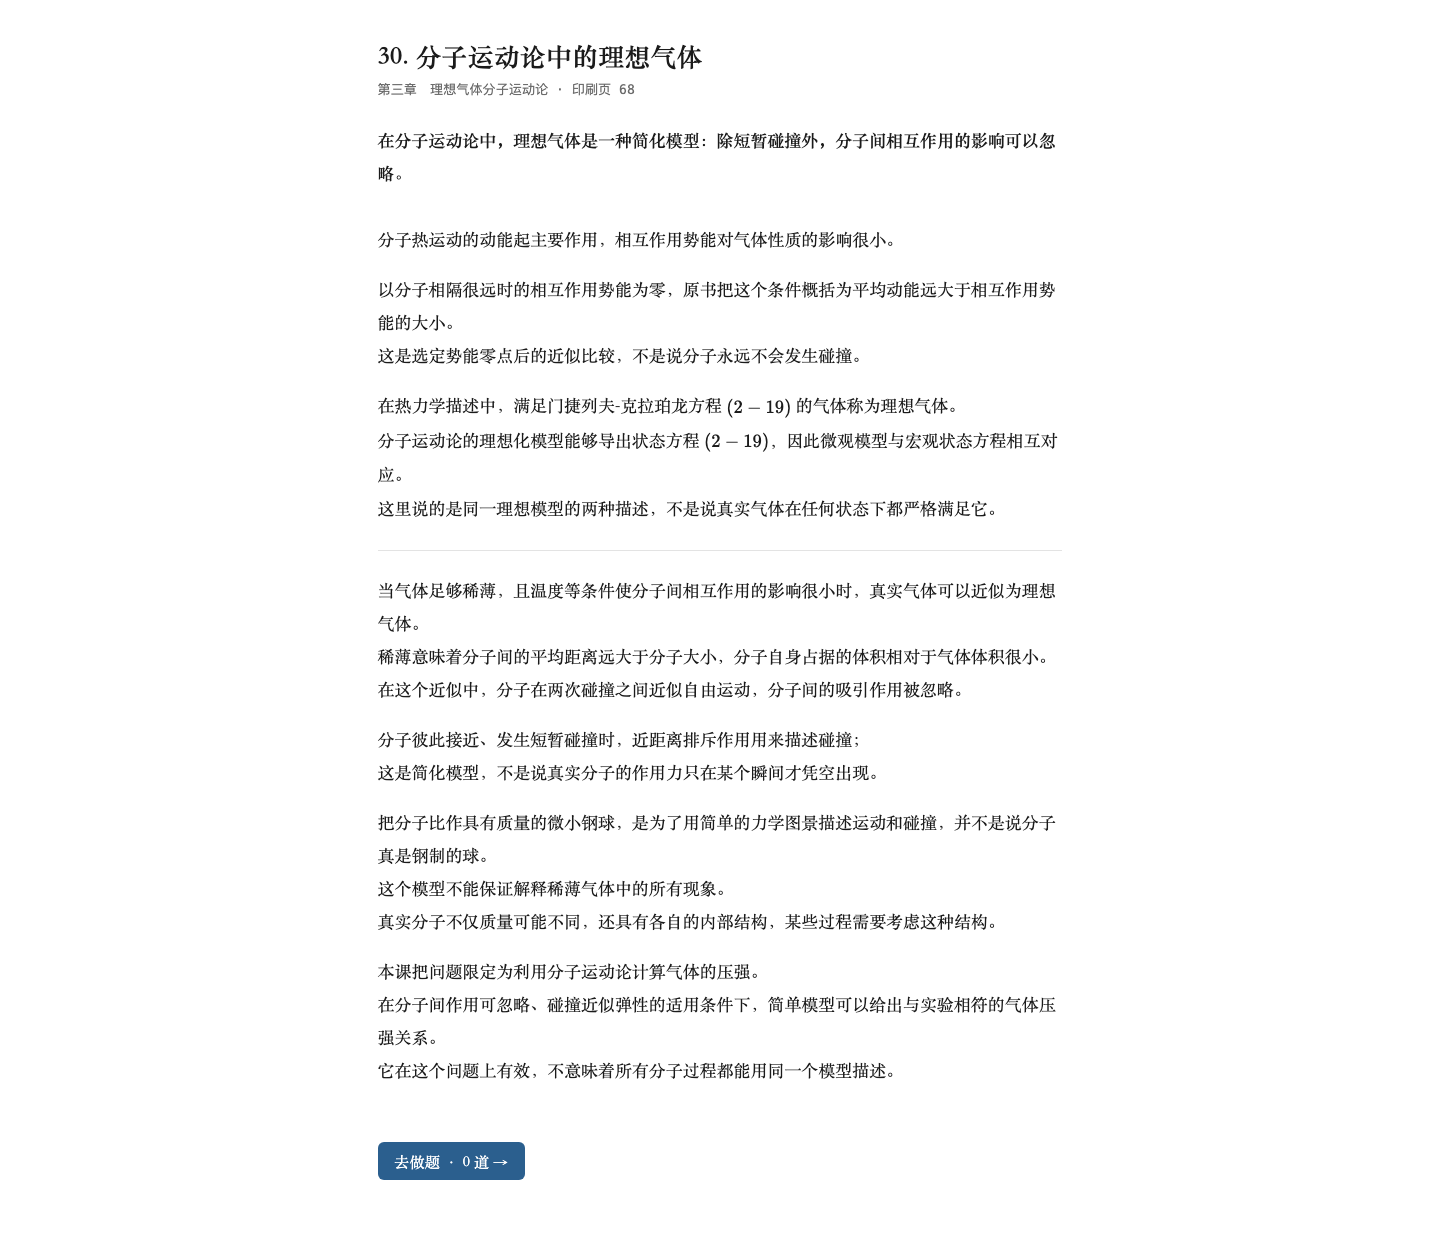 30. 分子运动论中的理想气体
第三章 理想气体分子运动论 · 印刷页 68
在分子运动论中，理想气体是一种简化模型：除短暂碰撞外，分子间相互作用的影响可以忽
略。
分子热运动的动能起主要作用，相互作用势能对气体性质的影响很小。
以分子相隔很远时的相互作用势能为零，原书把这个条件概括为平均动能远大于相互作用势
能的大小。
这是选定势能零点后的近似比较，不是说分子永远不会发生碰撞。
在热力学描述中，满足门捷列夫-克拉珀龙方程 (2 − 19) 的气体称为理想气体。
分子运动论的理想化模型能够导出状态方程 (2 − 19)，因此微观模型与宏观状态方程相互对
应。
这里说的是同一理想模型的两种描述，不是说真实气体在任何状态下都严格满足它。
当气体足够稀薄，且温度等条件使分子间相互作用的影响很小时，真实气体可以近似为理想
气体。
稀薄意味着分子间的平均距离远大于分子大小，分子自身占据的体积相对于气体体积很小。
在这个近似中，分子在两次碰撞之间近似自由运动，分子间的吸引作用被忽略。
分子彼此接近、发生短暂碰撞时，近距离排斥作用用来描述碰撞；
这是简化模型，不是说真实分子的作用力只在某个瞬间才凭空出现。
把分子比作具有质量的微小钢球，是为了用简单的力学图景描述运动和碰撞，并不是说分子
真是钢制的球。
这个模型不能保证解释稀薄气体中的所有现象。
真实分子不仅质量可能不同，还具有各自的内部结构，某些过程需要考虑这种结构。
本课把问题限定为利用分子运动论计算气体的压强。
在分子间作用可忽略、碰撞近似弹性的适用条件下，简单模型可以给出与实验相符的气体压
强关系。
它在这个问题上有效，不意味着所有分子过程都能用同一个模型描述。
去做题 · 0 道 →